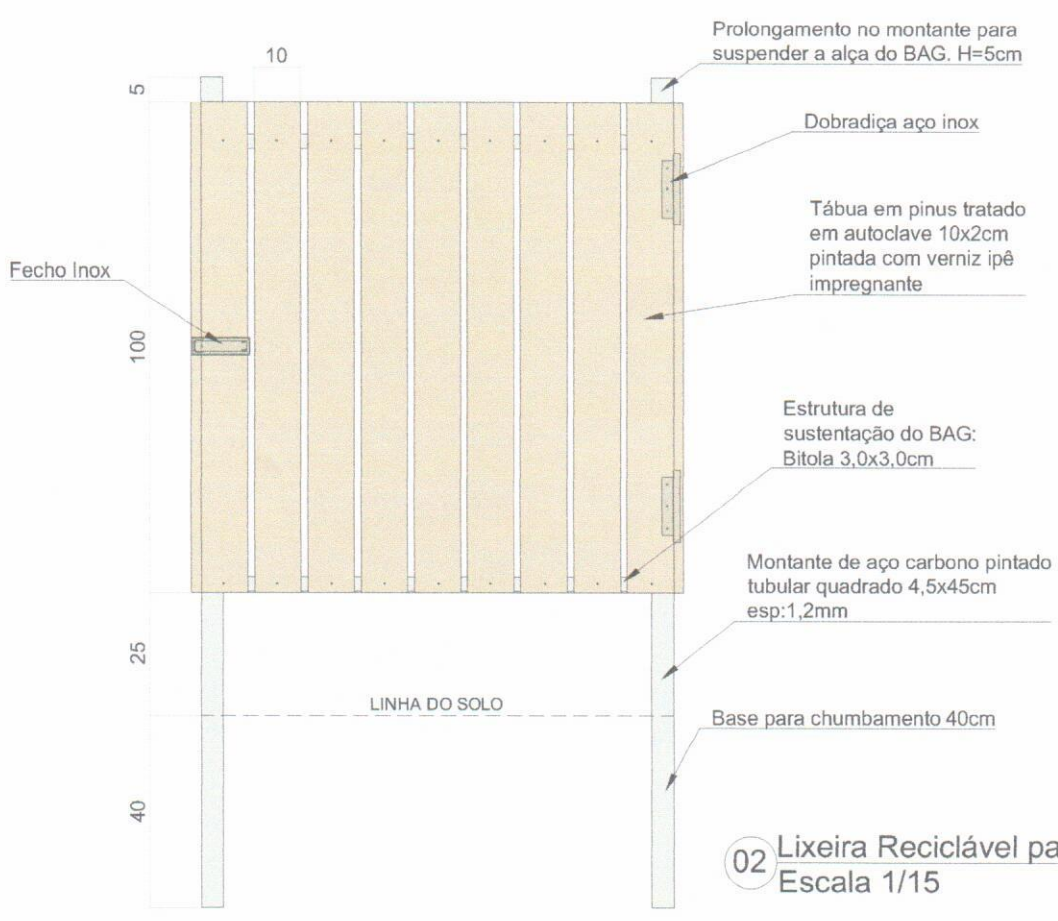 Prolongamento no montante para
suspender a alça do BAG. H=5cm
10
5
Dobradiça aço inox
Tábua em pinus tratado
em autoclave 10x2cm
pintada com verniz ipê
impregnante
Fecho Inox
100
Estrutura de
sustentação do BAG:
Bitola 3,0x3,0cm
Montante de aço carbono pintado
tubular quadrado 4,5x45cm
esp:1,2mm
25
LINHA DO SOLO
Base para chumbamento 40cm
40
02 Lixeira Reciclável pa
Escala 1/15